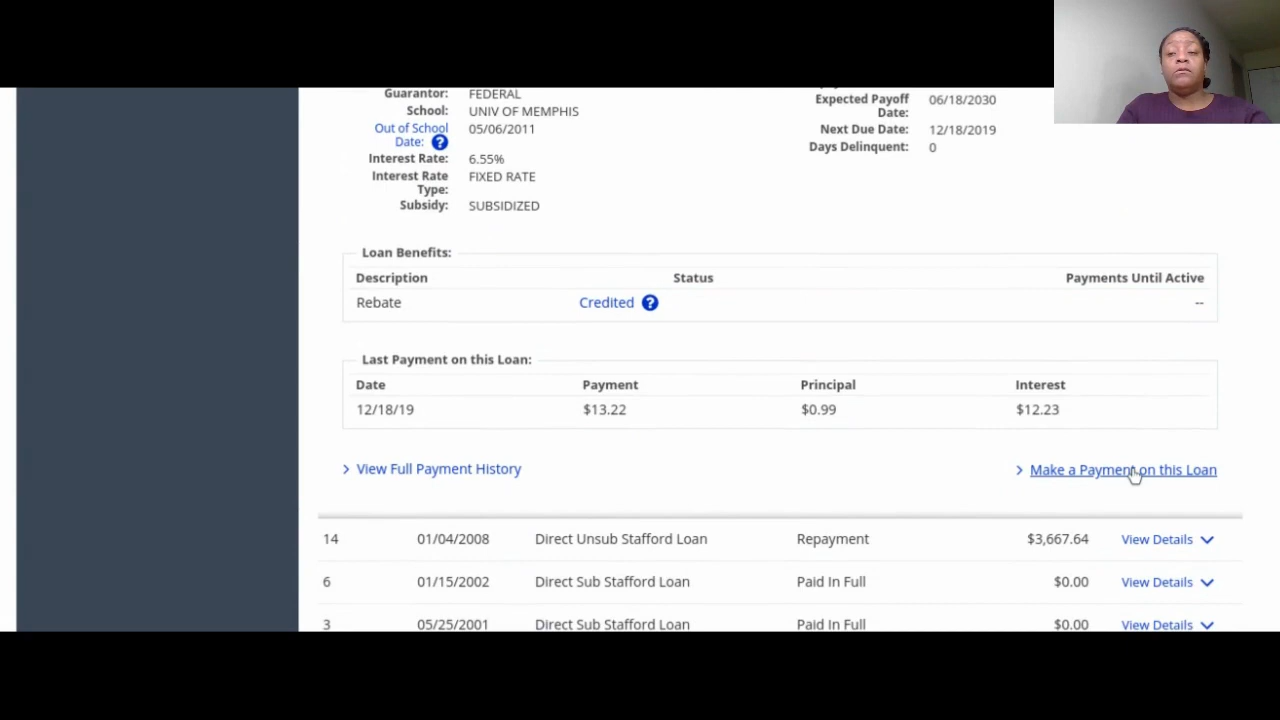 Guarantor: FEDERAL
School: UNIV OF MEMPHIS
Out of School Date: ? 05/06/2011
Interest Rate: 6.55%
Interest Rate Type: FIXED RATE
Subsidy: SUBSIDIZED
Expected Payoff Date: 06/18/2030
Next Due Date: 12/18/2019
Days Delinquent: 0
Loan Benefits:
Description Status Payments Until Active
Rebate Credited ? --
Last Payment on this Loan:
Date Payment Principal Interest
12/18/19 $13.22 $0.99 $12.23
> View Full Payment History > Make a Payment on this Loan
14 01/04/2008 Direct Unsub Stafford Loan Repayment $3,667.64 View Details
6 01/15/2002 Direct Sub Stafford Loan Paid In Full $0.00 View Details
3 05/25/2001 Direct Sub Stafford Loan Paid In Full $0.00 View Details